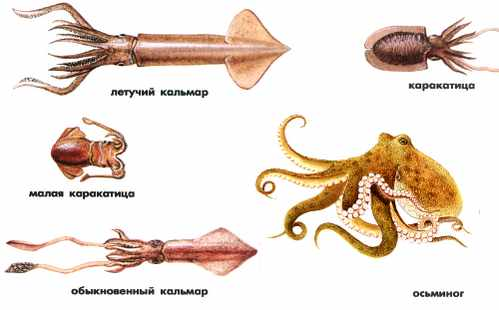 летучий кальмар
каракатица
малая каракатица
обыкновенный кальмар
осьминог